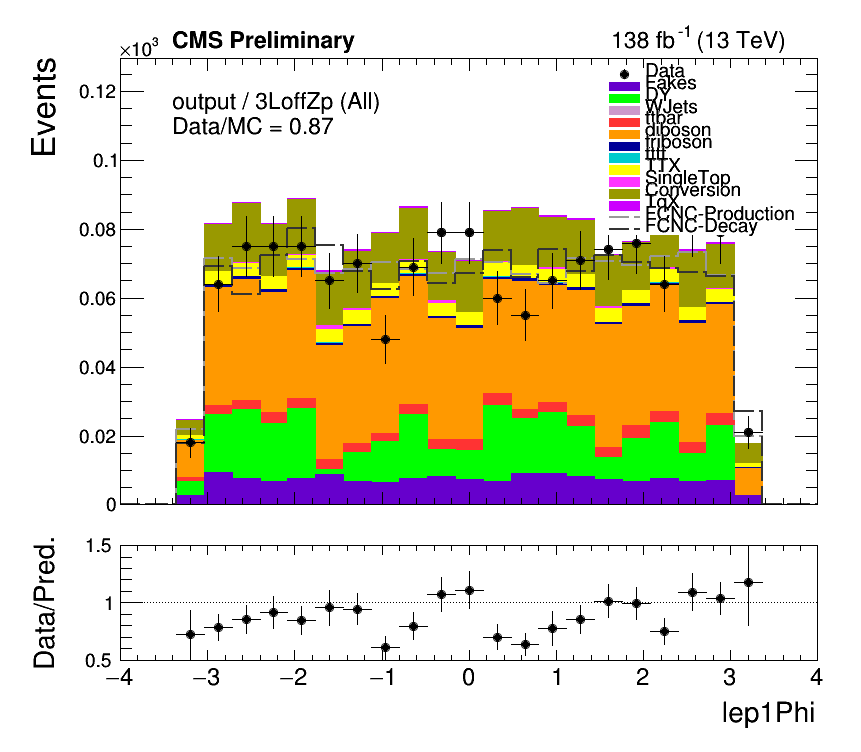 ×10³ CMS Preliminary 138 fb⁻¹ (13 TeV)
Events
output / 3LoffZp (All)
Data/MC = 0.87
Data
Fakes
DY
WJets
ttbar
diboson
triboson
tttt
TTX
SingleTop
Conversion
TqX
FCNC-Production
FCNC-Decay
0.12
0.1
0.08
0.06
0.04
0.02
0
Data/Pred.
1.5
1
0.5
−4 −3 −2 −1 0 1 2 3 4
lep1Phi